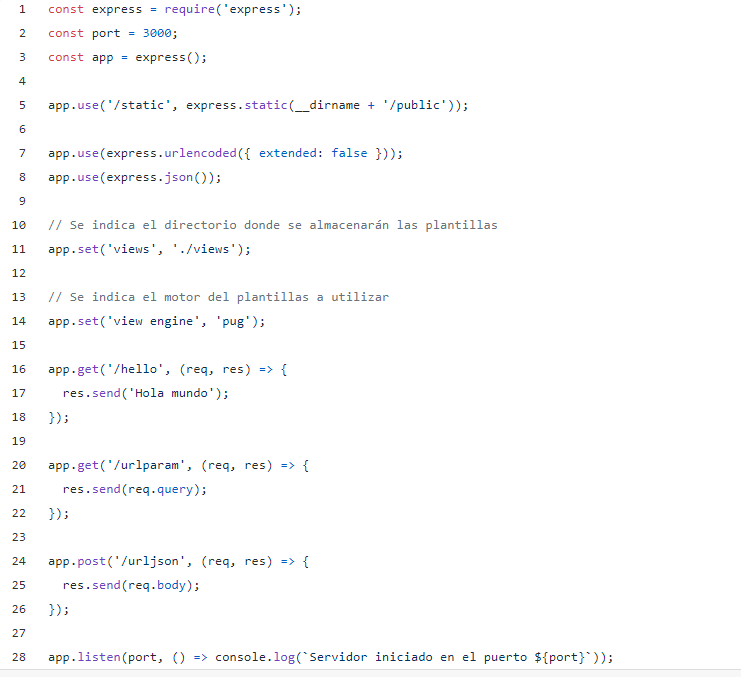 1 const express = require('express');
2 const port = 3000;
3 const app = express();
4
5 app.use('/static', express.static(__dirname + '/public'));
6
7 app.use(express.urlencoded({ extended: false }));
8 app.use(express.json());
9
10 // Se indica el directorio donde se almacenarán las plantillas
11 app.set('views', './views');
12
13 // Se indica el motor del plantillas a utilizar
14 app.set('view engine', 'pug');
15
16 app.get('/hello', (req, res) => {
17   res.send('Hola mundo');
18 });
19
20 app.get('/urlparam', (req, res) => {
21   res.send(req.query);
22 });
23
24 app.post('/urljson', (req, res) => {
25   res.send(req.body);
26 });
27
28 app.listen(port, () => console.log(`Servidor iniciado en el puerto ${port}`));